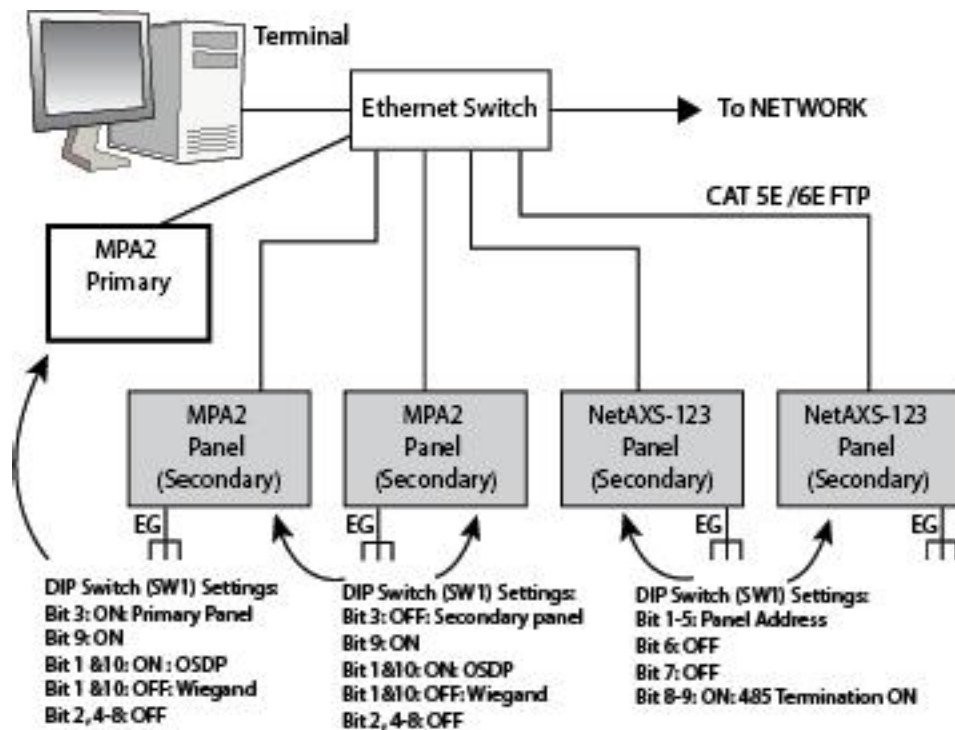 Terminal
Ethernet Switch
To NETWORK
CAT 5E /6E FTP
MPA2
Primary
MPA2
Panel
(Secondary)
MPA2
Panel
(Secondary)
NetAXS-123
Panel
(Secondary)
NetAXS-123
Panel
(Secondary)
EG
EG
EG
EG
DIP Switch (SW1) Settings:
Bit 3: ON: Primary Panel
Bit 9: ON
Bit 1 &10: ON : OSDP
Bit 1 &10: OFF: Wiegand
Bit 2, 4-8: OFF
DIP Switch (SW1) Settings:
Bit 3: OFF: Secondary panel
Bit 9: ON
Bit 1&10: ON: OSDP
Bit 1&10: OFF: Wiegand
Bit 2, 4-8: OFF
DIP Switch (SW1) Settings:
Bit 1-5: Panel Address
Bit 6: OFF
Bit 7: OFF
Bit 8-9: ON: 485 Termination ON